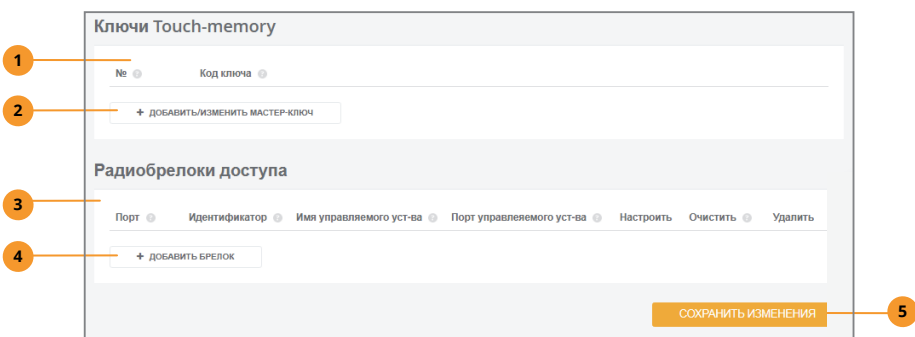 Ключи Touch-memory
1
№ ? Код ключа ?
2
+ ДОБАВИТЬ/ИЗМЕНИТЬ МАСТЕР-КЛЮЧ
Радиобрелоки доступа
3
Порт ? Идентификатор ? Имя управляемого уст-ва ? Порт управлеяемого уст-ва ? Настроить Очистить ? Удалить
4
+ ДОБАВИТЬ БРЕЛОК
СОХРАНИТЬ ИЗМЕНЕНИЯ
5